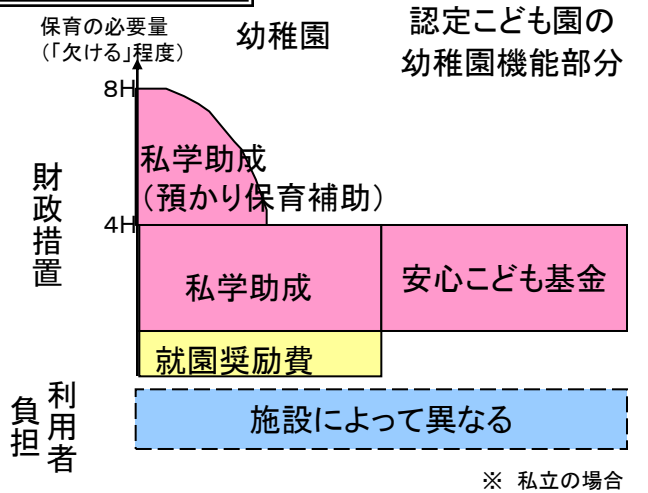 保育の必要量
（「欠ける」程度）
幼稚園
認定こども園の
幼稚園機能部分
8H
私学助成
（預かり保育補助）
4H
財政措置
私学助成
安心こども基金
就園奨励費
利用者
負担
施設によって異なる
※ 私立の場合